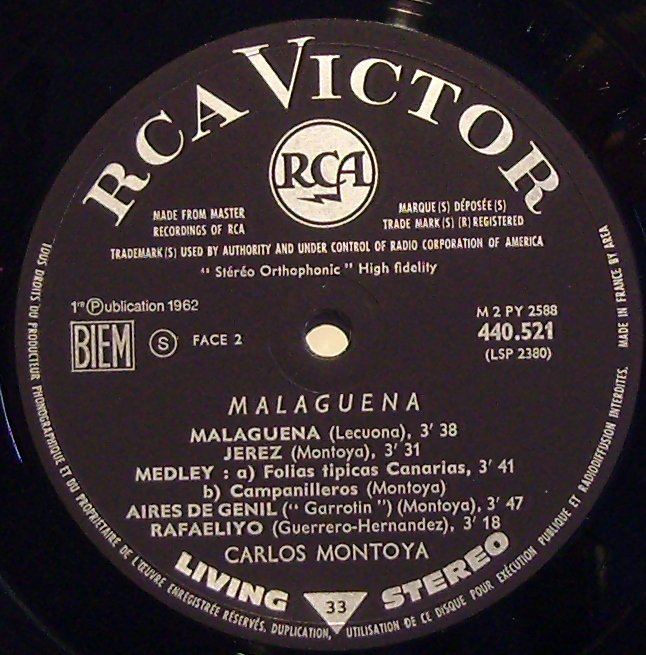 RCA VICTOR
RCA
MADE FROM MASTER
RECORDINGS OF RCA
MARQUE(S) DÉPOSÉE(S)
TRADE MARK(S) (R) REGISTERED
TRADEMARK(S) USED BY AUTHORITY AND UNDER CONTROL OF RADIO CORPORATION OF AMERICA
“ Stéréo Orthophonic ” High fidelity
1re Ⓟublication 1962
BIEM
S
FACE 2
M 2 PY 2588
440.521
(LSP 2380)
MALAGUENA
MALAGUENA (Lecuona), 3' 38
JEREZ (Montoya), 3' 31
MEDLEY : a) Folias tipicas Canarias, 3' 41
b) Campanilleros (Montoya)
AIRES DE GENIL (“ Garrotin ”) (Montoya), 3' 47
RAFAELIYO (Guerrero-Hernandez), 3' 18
CARLOS MONTOYA
LIVING STEREO
33
TOUS DROITS DU PRODUCTEUR PHONOGRAPHIQUE ET DU PROPRIETAIRE DE L'ŒUVRE ENREGISTRÉE RÉSERVÉS. DUPLICATION, UTILISATION DE CE DISQUE POUR EXÉCUTION PUBLIQUE ET RADIODIFFUSION INTERDITES. MADE IN FRANCE BY AREA